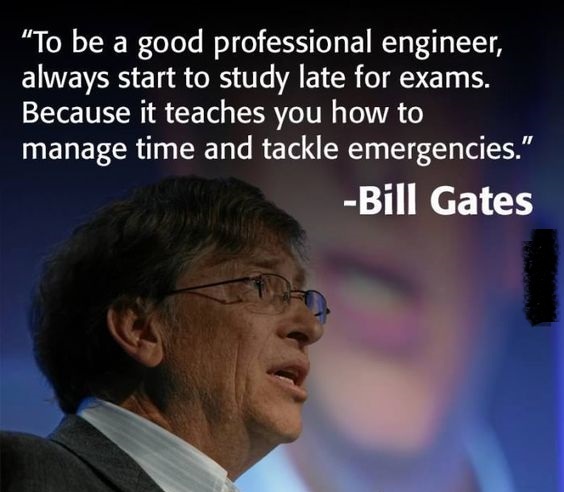 “To be a good professional engineer,
always start to study late for exams.
Because it teaches you how to
manage time and tackle emergencies.”
-Bill Gates